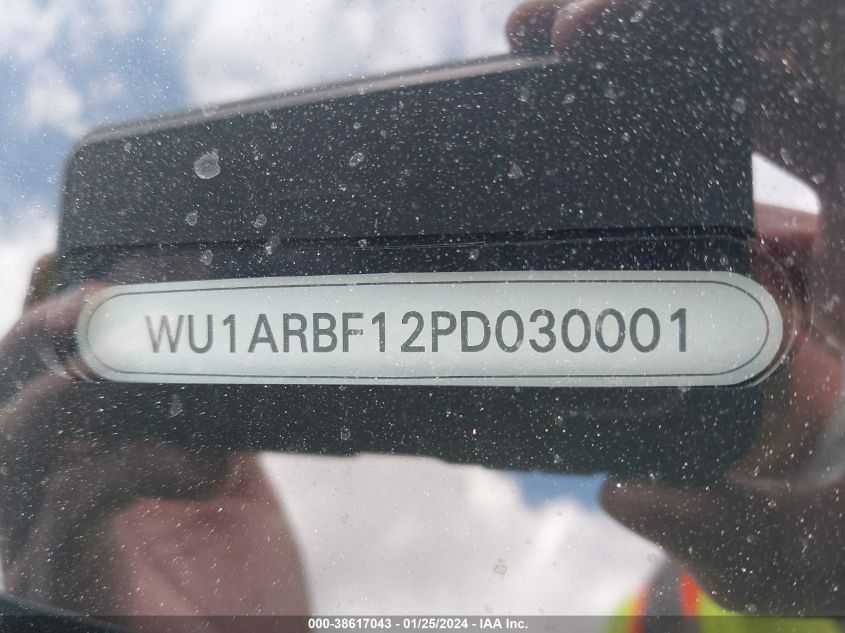 WU1ARBF12PD030001
000-38617043 - 01/25/2024 - IAA Inc.